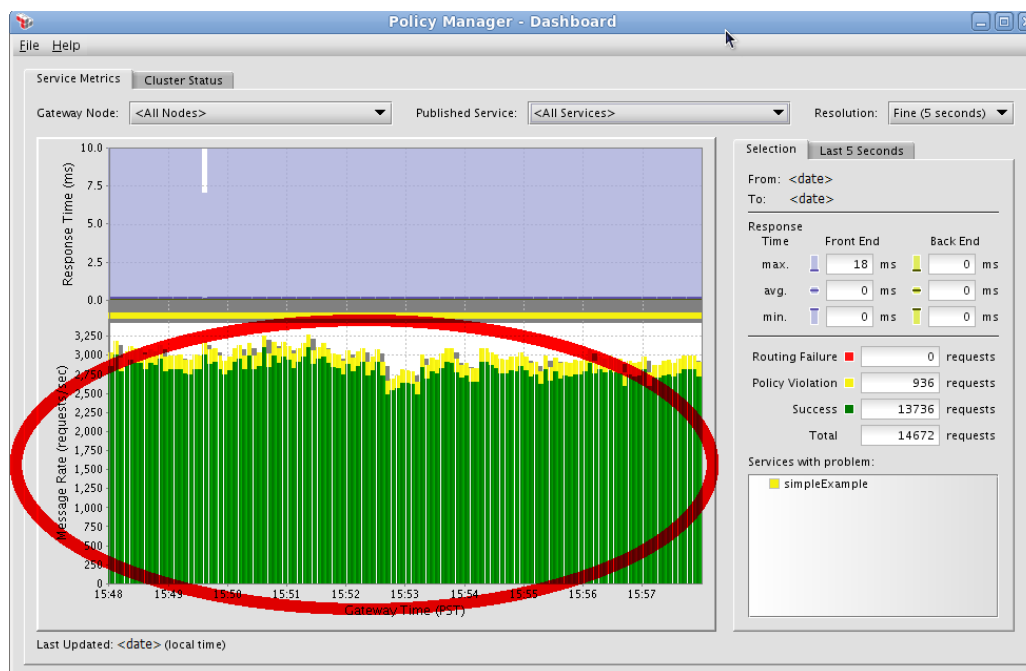 Policy Manager - Dashboard
File Help
Service Metrics Cluster Status
Gateway Node: <All Nodes> Published Service: <All Services> Resolution: Fine (5 seconds)
Response Time (ms)
10.0
7.5
5.0
2.5
0.0
Message Rate (requests/sec)
3,250
3,000
2,750
2,500
2,250
2,000
1,750
1,500
1,250
1,000
750
500
250
0
15:48 15:49 15:50 15:51 15:52 15:53 15:54 15:55 15:56 15:57
Gateway Time (PST)
Selection Last 5 Seconds
From: <date>
To: <date>
Response
Time Front End Back End
max. 18 ms 0 ms
avg. 0 ms 0 ms
min. 0 ms 0 ms
Routing Failure 0 requests
Policy Violation 936 requests
Success 13736 requests
Total 14672 requests
Services with problem:
simpleExample
Last Updated: <date> (local time)